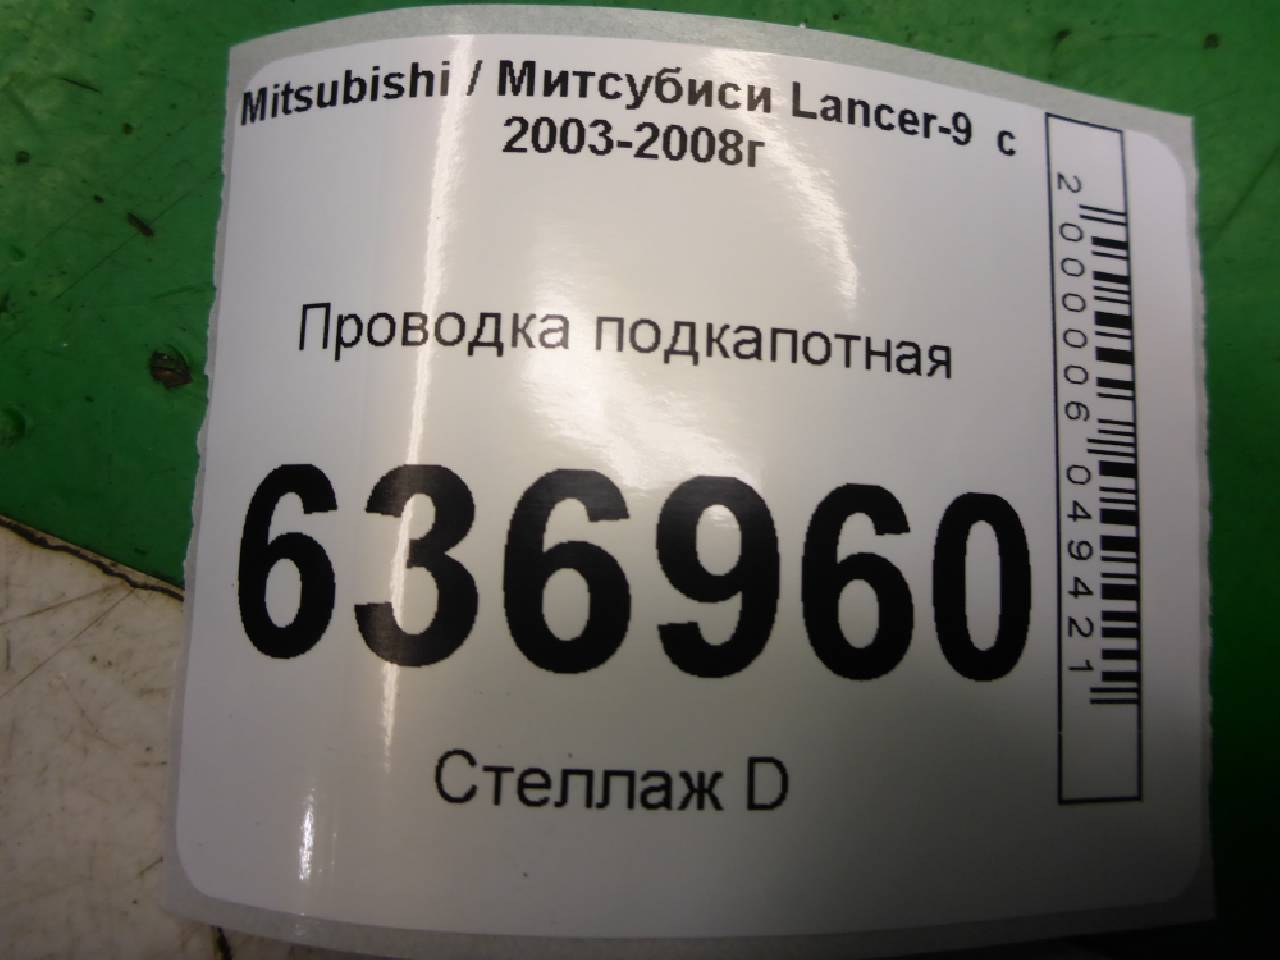 Mitsubishi / Митсубиси Lancer-9 с
2003-2008г
Проводка подкапотная
636960
Стеллаж D
2000006049421